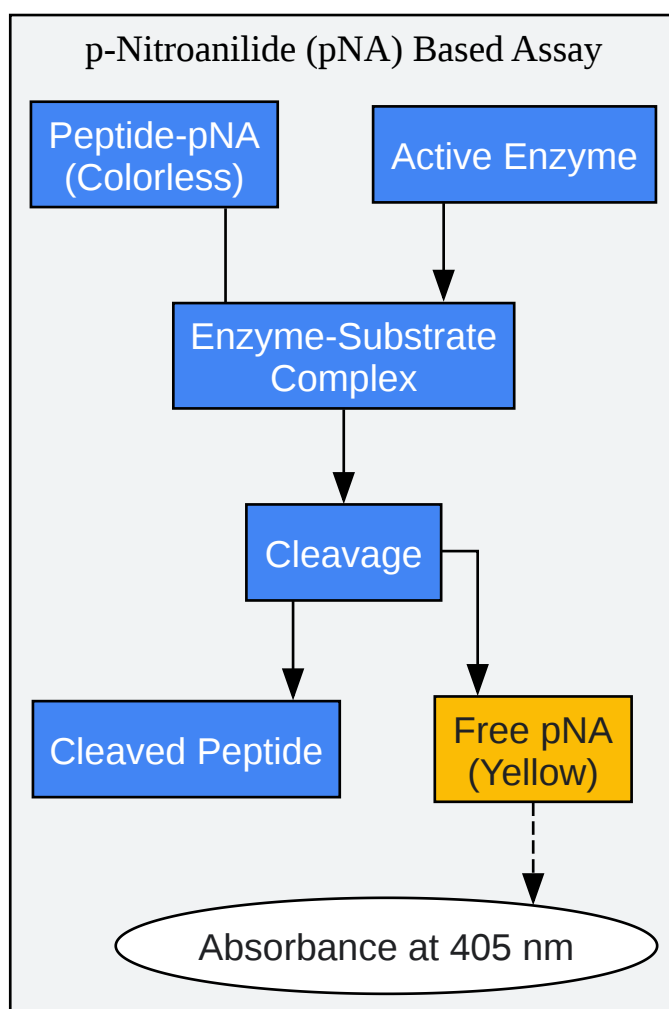 p-Nitroanilide (pNA) Based Assay
Peptide-pNA
(Colorless)
Active Enzyme
Enzyme-Substrate
Complex
Cleavage
Cleaved Peptide
Free pNA
(Yellow)
Absorbance at 405 nm